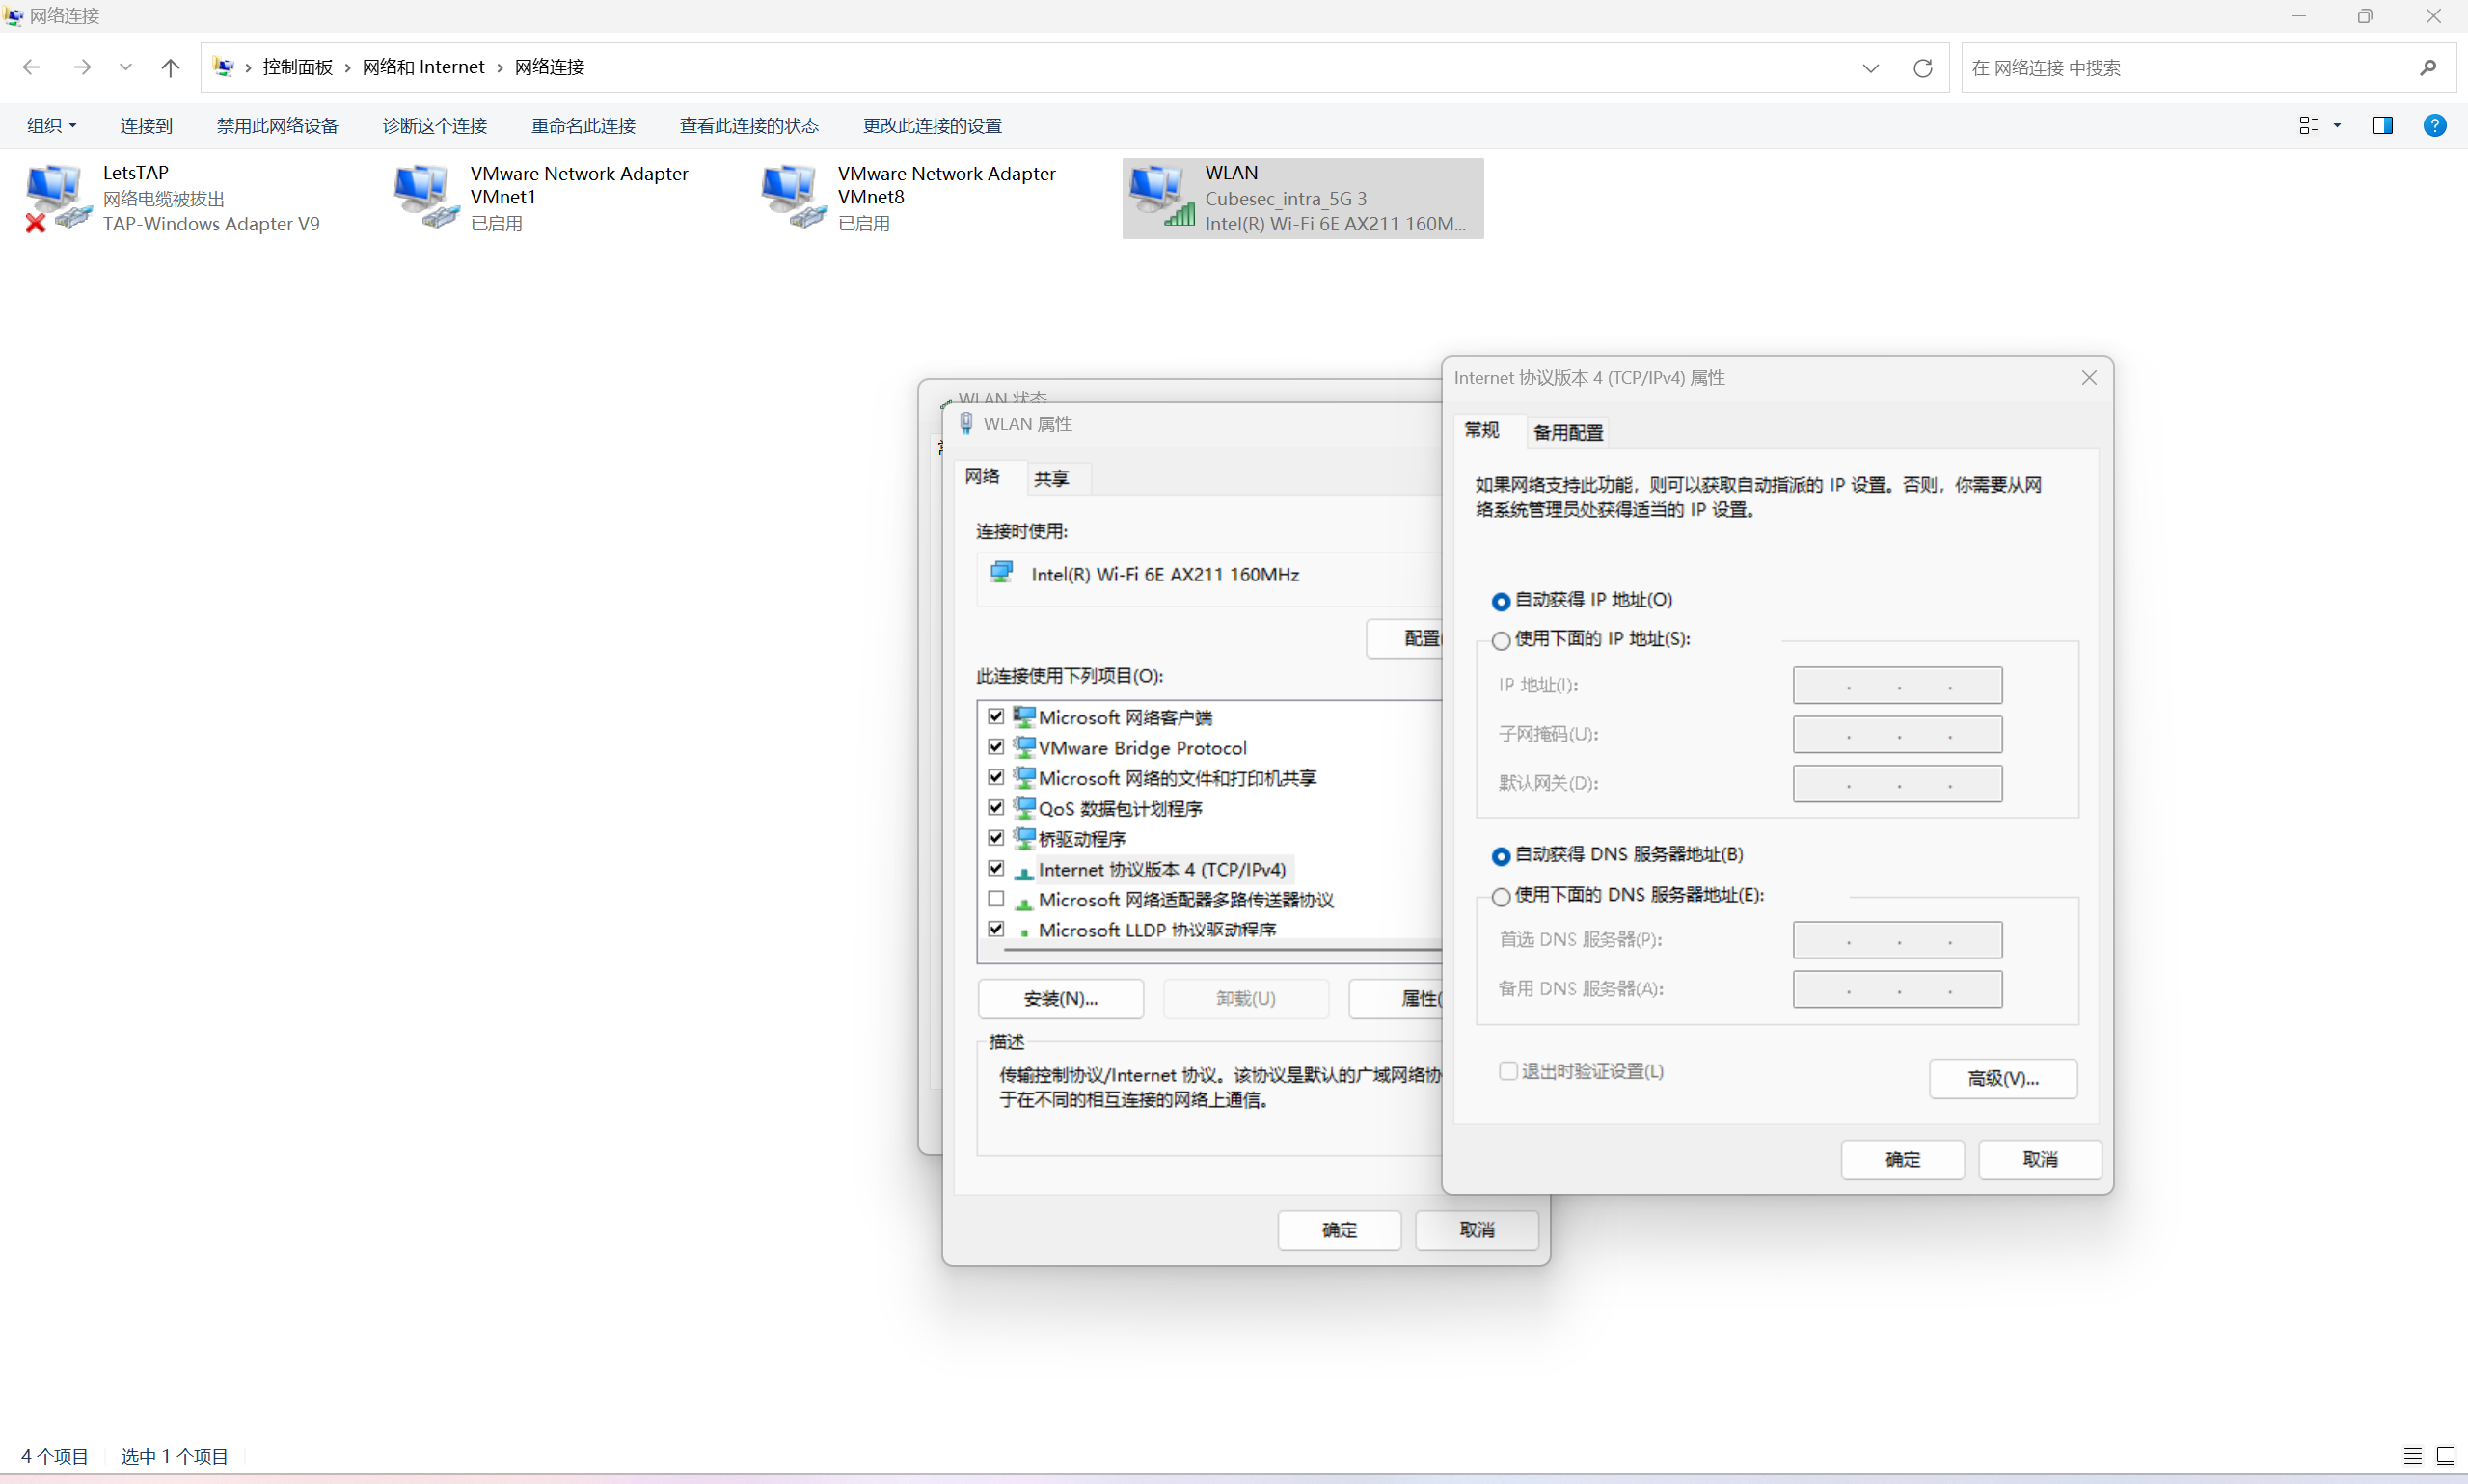 网络连接
控制面板 › 网络和 Internet › 网络连接
在 网络连接 中搜索
组织 连接到 禁用此网络设备 诊断这个连接 重命名此连接 查看此连接的状态 更改此连接的设置
LetsTAP
网络电缆被拔出
TAP-Windows Adapter V9
VMware Network Adapter
VMnet1
已启用
VMware Network Adapter
VMnet8
已启用
WLAN
Cubesec_intra_5G 3
Intel(R) Wi-Fi 6E AX211 160M...
WLAN 状态
WLAN 属性
网络 共享
连接时使用:
Intel(R) Wi-Fi 6E AX211 160MHz
配置(
此连接使用下列项目(O):
Microsoft 网络客户端
VMware Bridge Protocol
Microsoft 网络的文件和打印机共享
QoS 数据包计划程序
桥驱动程序
Internet 协议版本 4 (TCP/IPv4)
Microsoft 网络适配器多路传送器协议
Microsoft LLDP 协议驱动程序
安装(N)... 卸载(U) 属性(
描述
传输控制协议/Internet 协议。该协议是默认的广域网络协
于在不同的相互连接的网络上通信。
确定 取消
Internet 协议版本 4 (TCP/IPv4) 属性
常规 备用配置
如果网络支持此功能，则可以获取自动指派的 IP 设置。否则，你需要从网
络系统管理员处获得适当的 IP 设置。
自动获得 IP 地址(O)
使用下面的 IP 地址(S):
IP 地址(I):
子网掩码(U):
默认网关(D):
自动获得 DNS 服务器地址(B)
使用下面的 DNS 服务器地址(E):
首选 DNS 服务器(P):
备用 DNS 服务器(A):
退出时验证设置(L)
高级(V)...
确定 取消
4 个项目 选中 1 个项目